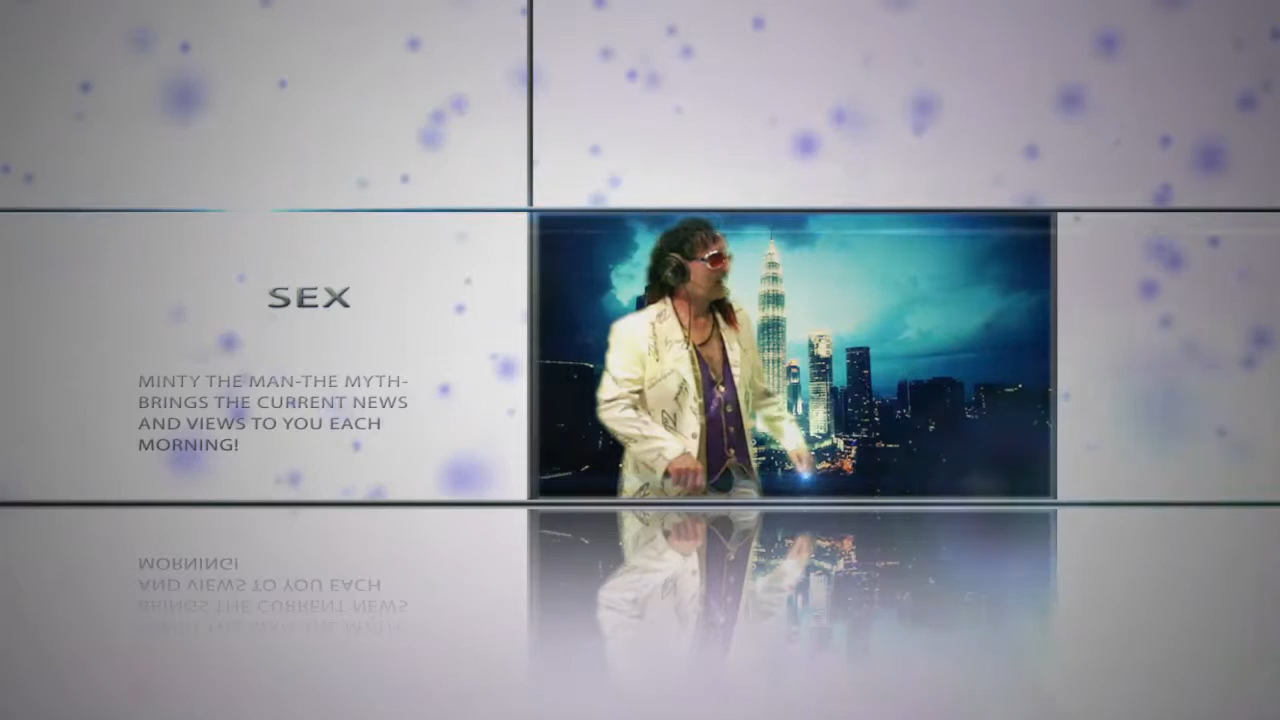 SEX
MINTY THE MAN-THE MYTH-
BRINGS THE CURRENT NEWS
AND VIEWS TO YOU EACH
MORNING!